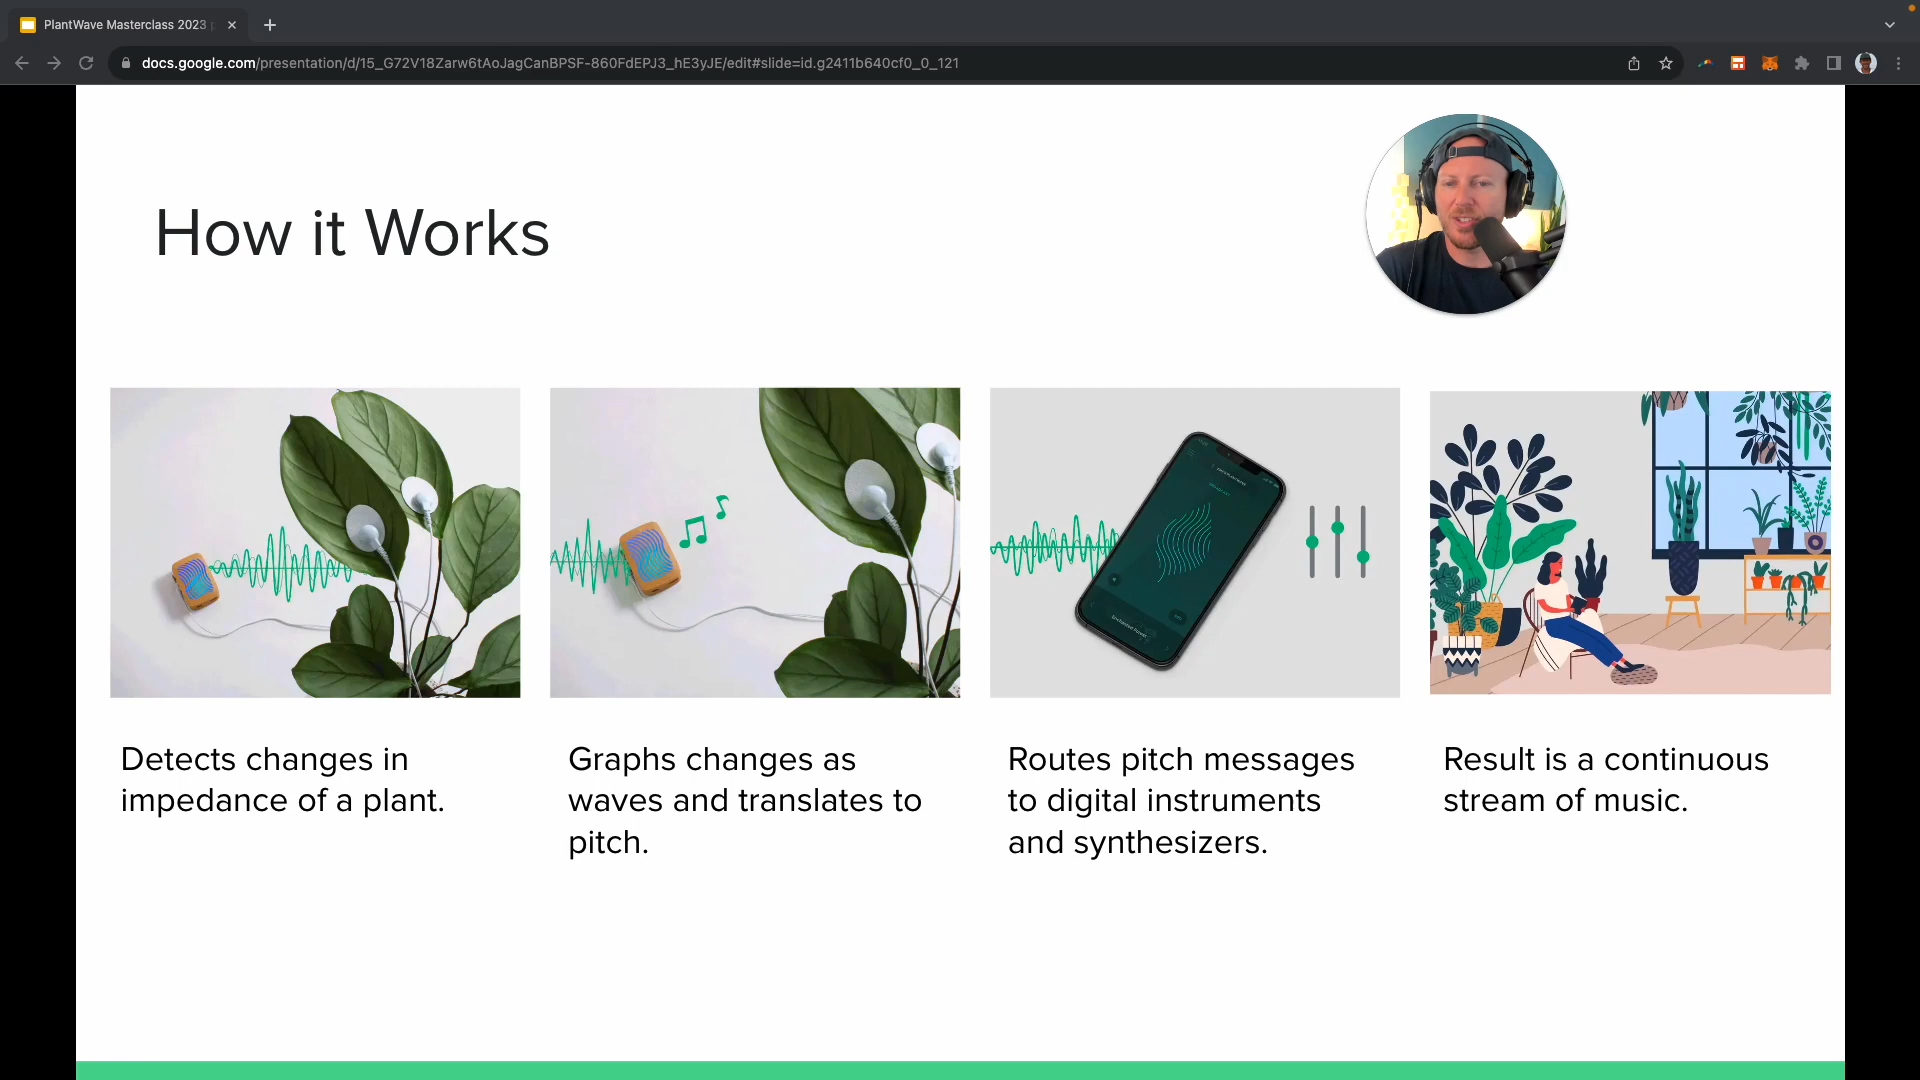 PlantWave Masterclass 2023
docs.google.com/presentation/d/15_G72V18Zarw6tAoJagCanBPSF-860FdEPJ3_hE3yJE/edit#slide=id.g2411b640cf0_0_121
How it Works
Detects changes in
impedance of a plant.
Graphs changes as
waves and translates to
pitch.
Routes pitch messages
to digital instruments
and synthesizers.
Result is a continuous
stream of music.